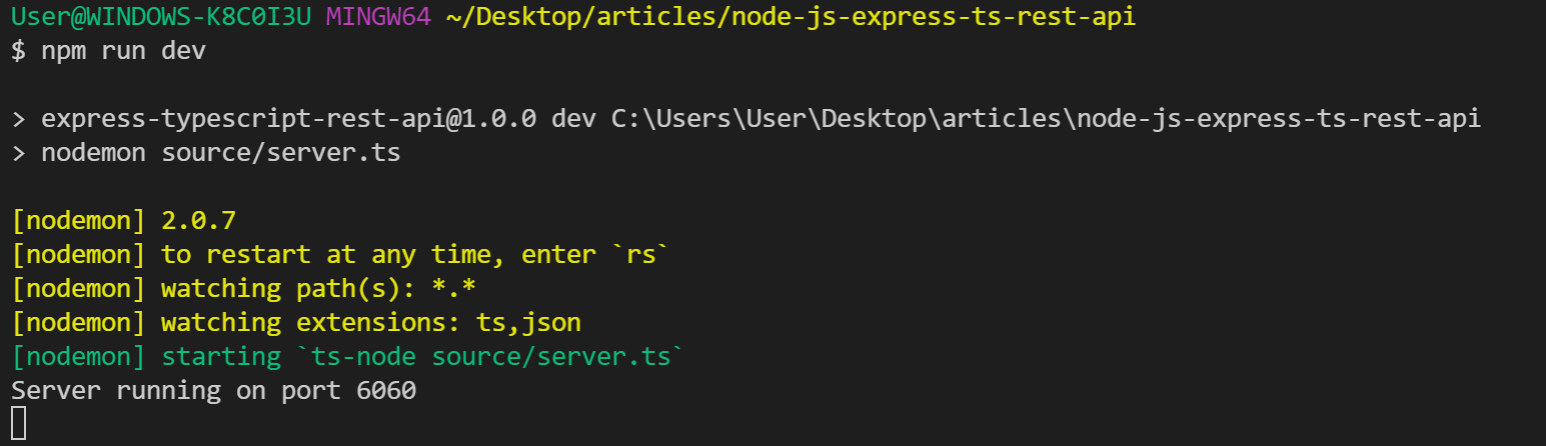 User@WINDOWS-K8C0I3U MINGW64 ~/Desktop/articles/node-js-express-ts-rest-api
$ npm run dev
> express-typescript-rest-api@1.0.0 dev C:\Users\User\Desktop\articles\node-js-express-ts-rest-api
> nodemon source/server.ts
[nodemon] 2.0.7
[nodemon] to restart at any time, enter `rs`
[nodemon] watching path(s): *.*
[nodemon] watching extensions: ts,json
[nodemon] starting `ts-node source/server.ts`
Server running on port 6060